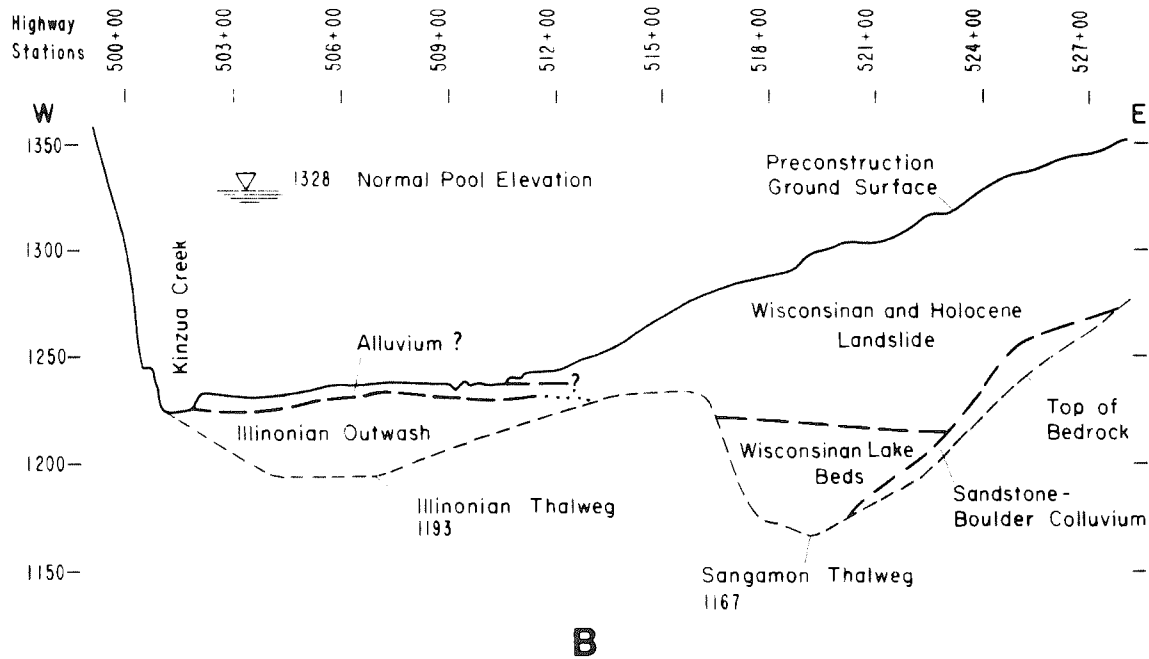 Highway
Stations
500+00
503+00
506+00
509+00
512+00
515+00
518+00
521+00
524+00
527+00
W
E
1350
1328 Normal Pool Elevation
Preconstruction
Ground Surface
1300
Kinzua Creek
Wisconsinan and Holocene
Landslide
1250
Alluvium ?
?
Illinonian Outwash
Top of
Bedrock
1200
Wisconsinan Lake
Beds
Illinonian Thalweg
1193
Sandstone-
Boulder Colluvium
1150
Sangamon Thalweg
1167
B